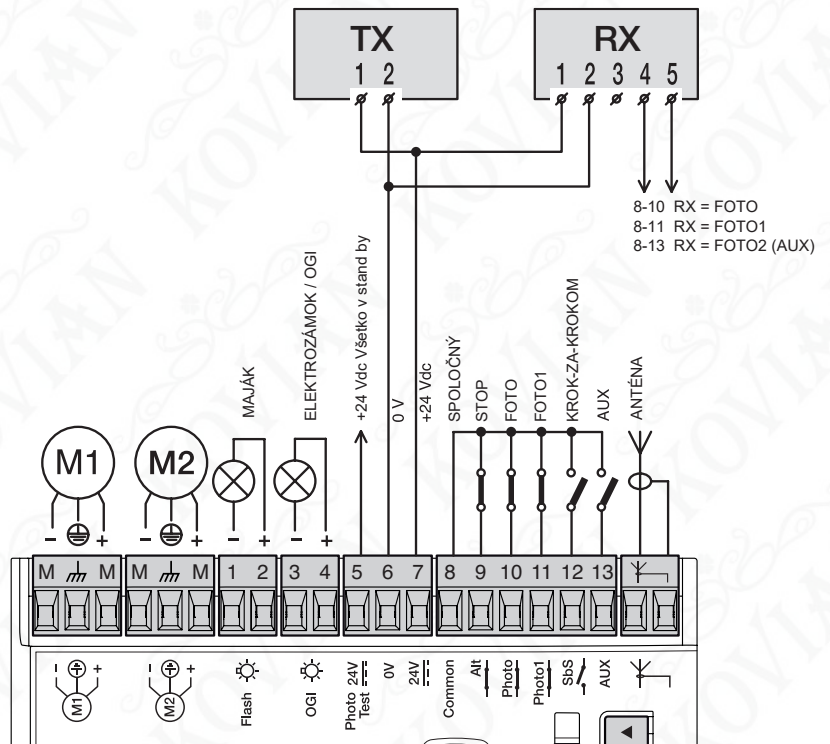 TX
1 2
RX
1 2 3 4 5
8-10 RX = FOTO
8-11 RX = FOTO1
8-13 RX = FOTO2 (AUX)
MAJÁK
ELEKTROZÁMOK / OGI
+24 Vdc Všetko v stand by
0 V
+24 Vdc
SPOLOČNÝ
STOP
FOTO
FOTO1
KROK-ZA-KROKOM
AUX
ANTÉNA
M1
M2
- +
- +
- +
- +
M M M M 1 2 3 4 5 6 7 8 9 10 11 12 13
- +
M1
- +
M2
Flash
OGI
Photo 24V
Test
0V
24V
Common
Alt
Photo
Photo1
SbS
AUX
KOVIAN